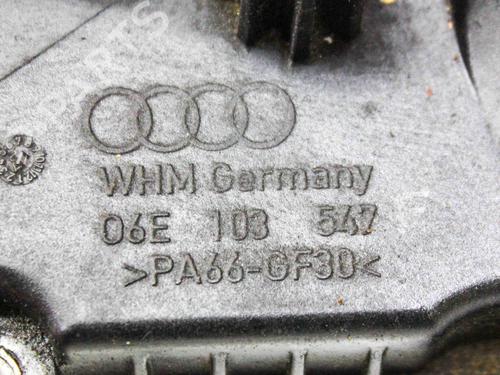 WHM Germany
06E 103 547
>PA66-GF30<